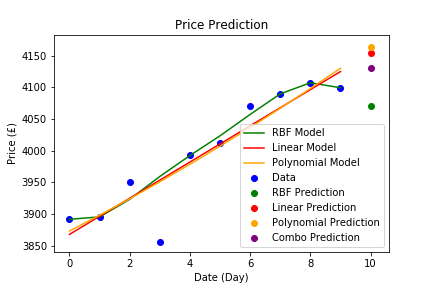 Price Prediction
Price (£)
4150
4100
4050
4000
3950
3900
3850
RBF Model
Linear Model
Polynomial Model
Data
RBF Prediction
Linear Prediction
Polynomial Prediction
Combo Prediction
0 2 4 6 8 10
Date (Day)